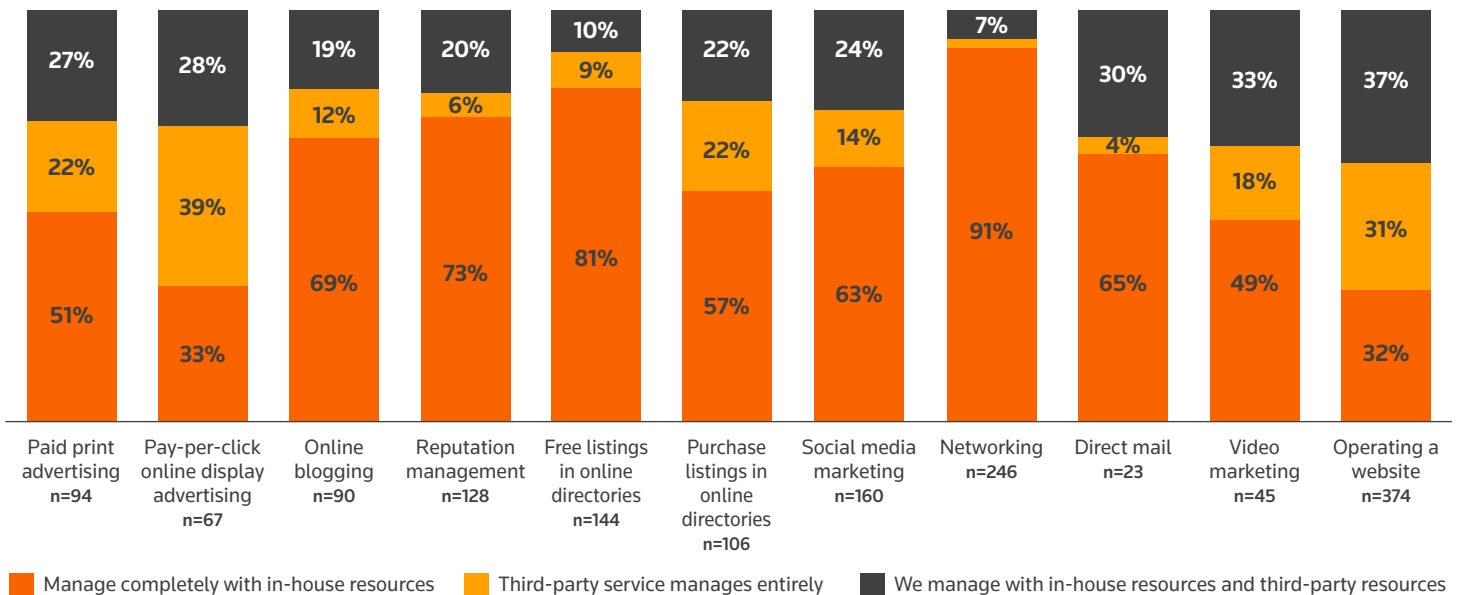 27%
22%
51%
28%
39%
33%
19%
12%
69%
20%
6%
73%
10%
9%
81%
22%
22%
57%
24%
14%
63%
7%
91%
30%
4%
65%
33%
18%
49%
37%
31%
32%
Paid print
advertising
n=94
Pay-per-click
online display
advertising
n=67
Online
blogging
n=90
Reputation
management
n=128
Free listings
in online
directories
n=144
Purchase
listings in
online
directories
n=106
Social media
marketing
n=160
Networking
n=246
Direct mail
n=23
Video
marketing
n=45
Operating a
website
n=374
Manage completely with in-house resources
Third-party service manages entirely
We manage with in-house resources and third-party resources